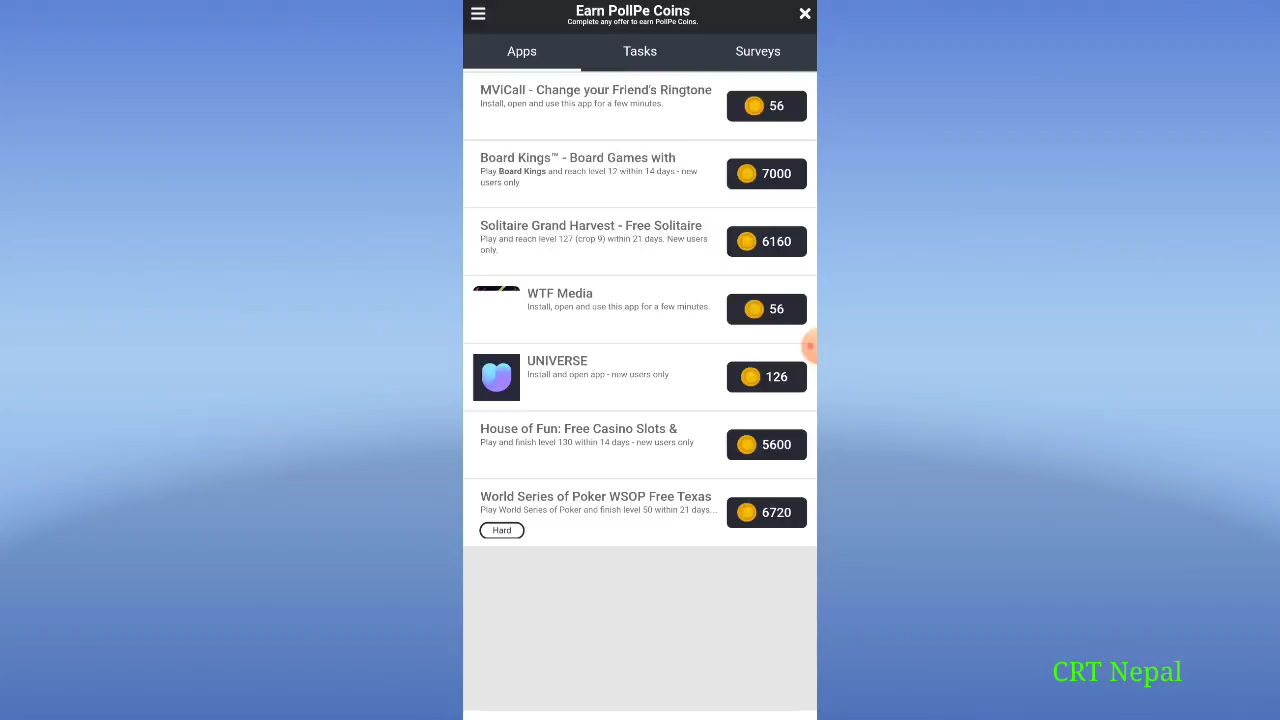 Earn PollPe Coins
Complete any offer to earn PollPe Coins.
Apps Tasks Surveys
MViCall - Change your Friend's Ringtone
Install, open and use this app for a few minutes.
56
Board Kings™ - Board Games with
Play Board Kings and reach level 12 within 14 days - new
users only
7000
Solitaire Grand Harvest - Free Solitaire
Play and reach level 127 (crop 9) within 21 days. New users
only.
6160
WTF Media
Install, open and use this app for a few minutes.
56
UNIVERSE
Install and open app - new users only
126
House of Fun: Free Casino Slots &
Play and finish level 130 within 14 days - new users only
5600
World Series of Poker WSOP Free Texas
Play World Series of Poker and finish level 50 within 21 days...
Hard
6720
CRT Nepal